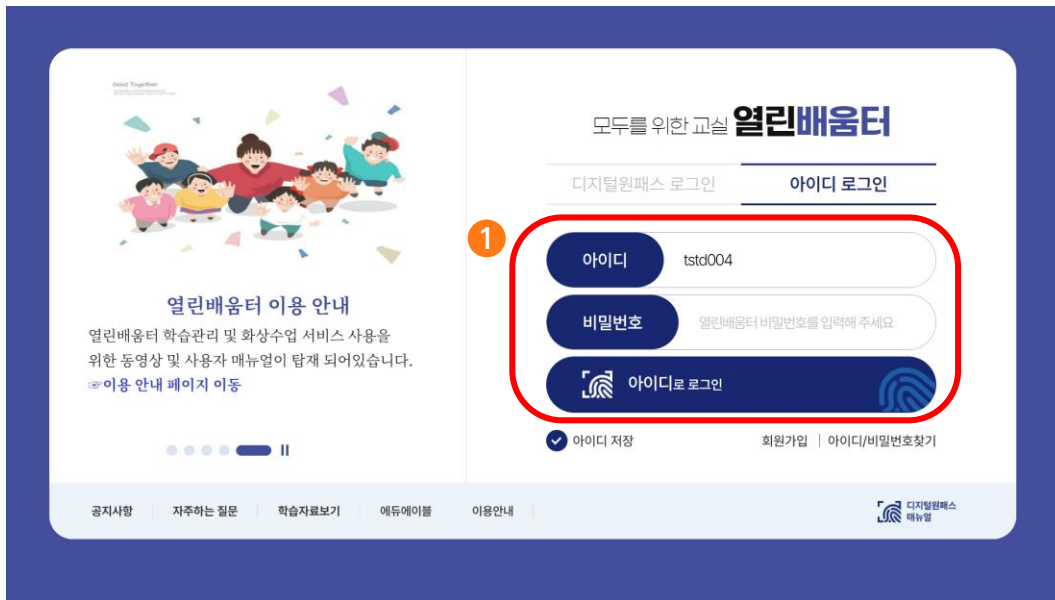 Good Together
열린배움터 이용 안내
열린배움터 학습관리 및 화상수업 서비스 사용을
위한 동영상 및 사용자 매뉴얼이 탑재 되어있습니다.
☞이용 안내 페이지 이동
모두를 위한 교실 열린배움터
디지털원패스 로그인 아이디 로그인
1
아이디 tstd004
비밀번호 열린배움터 비밀번호를 입력해 주세요
아이디로 로그인
아이디 저장 회원가입 | 아이디/비밀번호찾기
공지사항 | 자주하는 질문 | 학습자료보기 | 에듀에이블 | 이용안내 |
디지털원패스
매뉴얼